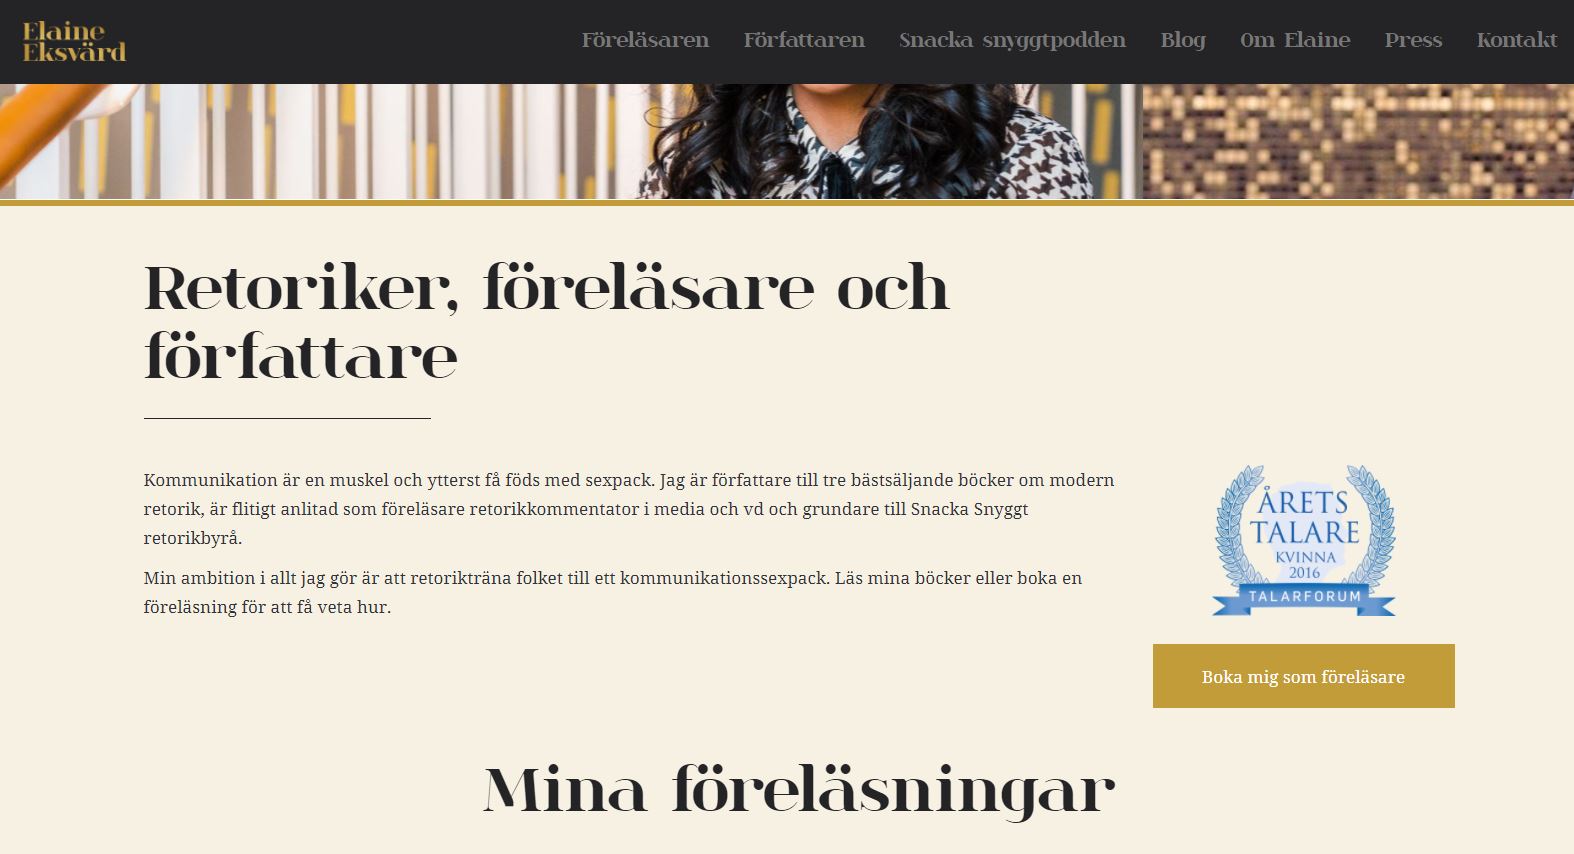 Elaine
Eksvärd
Föreläsaren
Författaren
Snacka snyggtpodden
Blog
Om Elaine
Press
Kontakt
Retoriker, föreläsare och
författare
Kommunikation är en muskel och ytterst få föds med sexpack. Jag är författare till tre bästsäljande böcker om modern
retorik, är flitigt anlitad som föreläsare retorikkommentator i media och vd och grundare till Snacka Snyggt
retorikbyrå.
Min ambition i allt jag gör är att retorikträna folket till ett kommunikationssexpack. Läs mina böcker eller boka en
föreläsning för att få veta hur.
ÅRETS
TALARE
KVINNA
2016
TALARFORUM
Boka mig som föreläsare
Mina föreläsningar